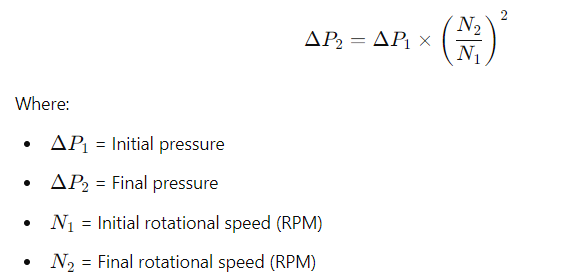 ΔP₂ = ΔP₁ × (N₂/N₁)²
Where:
• ΔP₁ = Initial pressure
• ΔP₂ = Final pressure
• N₁ = Initial rotational speed (RPM)
• N₂ = Final rotational speed (RPM)